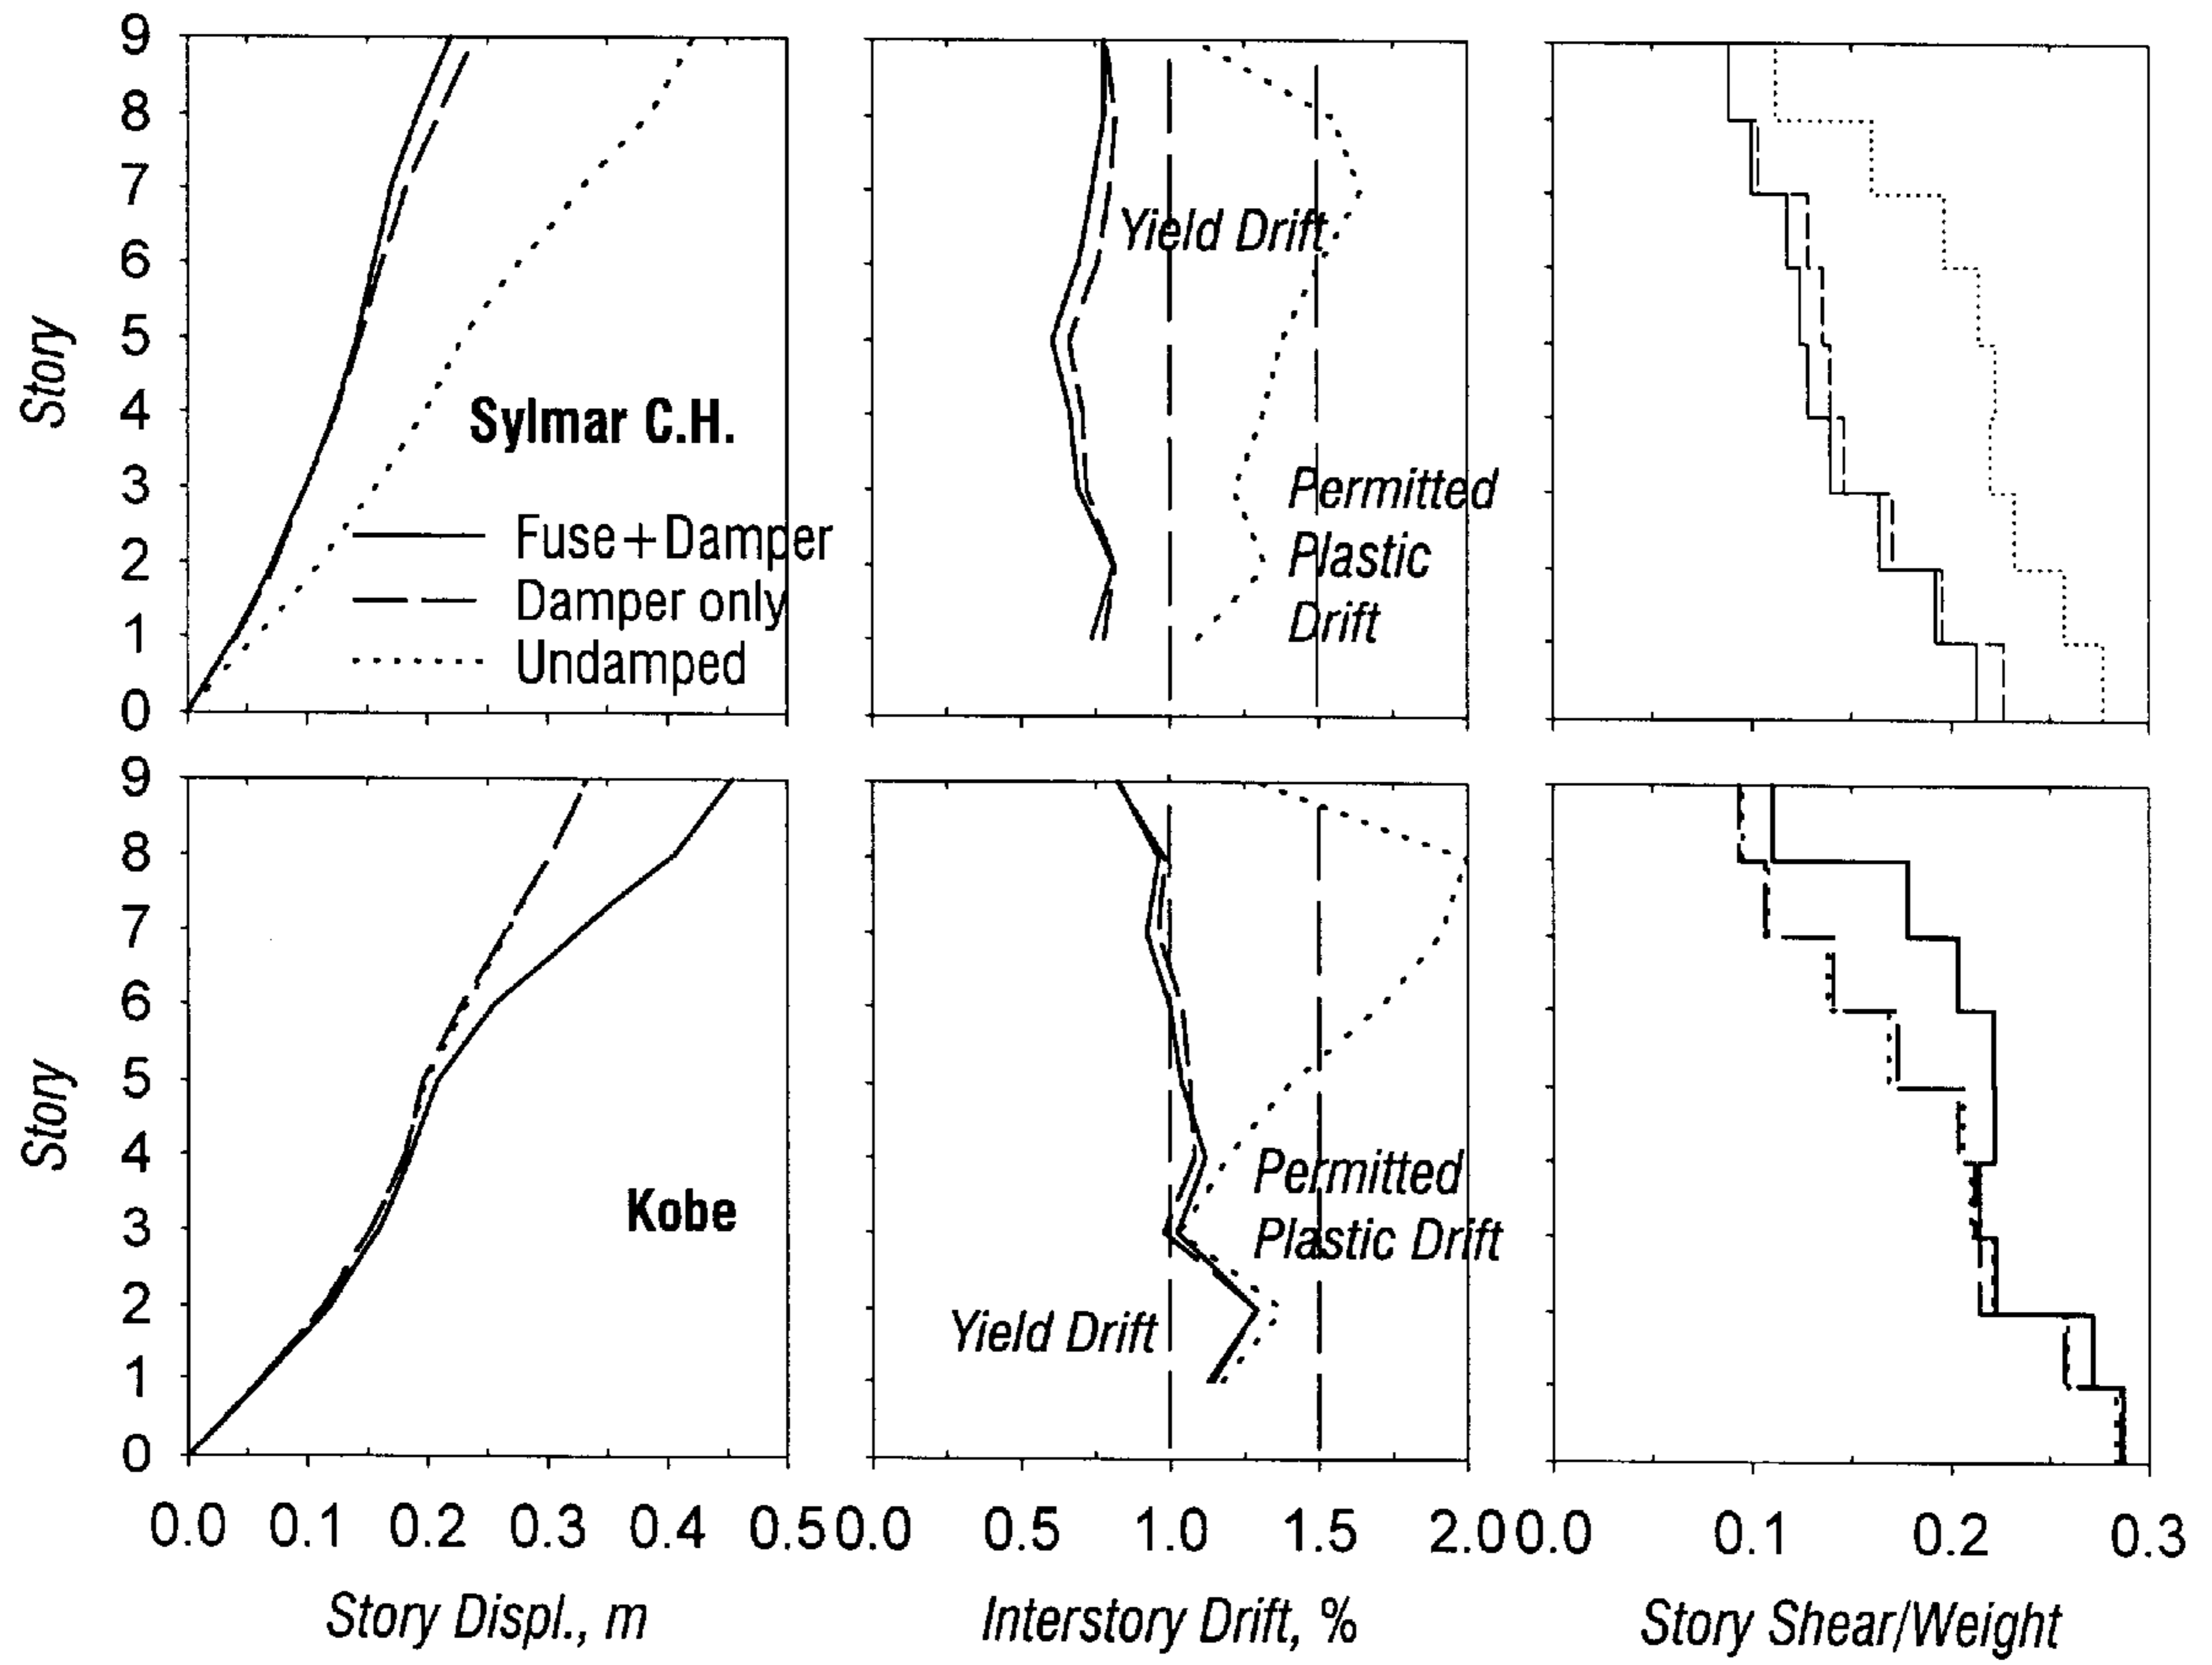 9
8
7
6
5
4
3
2
1
0
Story
Sylmar C.H.
Fuse+Damper
Damper only
Undamped
Yield Drift
Permitted
Plastic
Drift
9
8
7
6
5
4
3
2
1
0
Story
Kobe
Permitted
Plastic Drift
Yield Drift
0.0 0.1 0.2 0.3 0.4 0.5
0.0 0.5 1.0 1.5 2.0
0.0 0.1 0.2 0.3
Story Displ., m
Interstory Drift, %
Story Shear/Weight